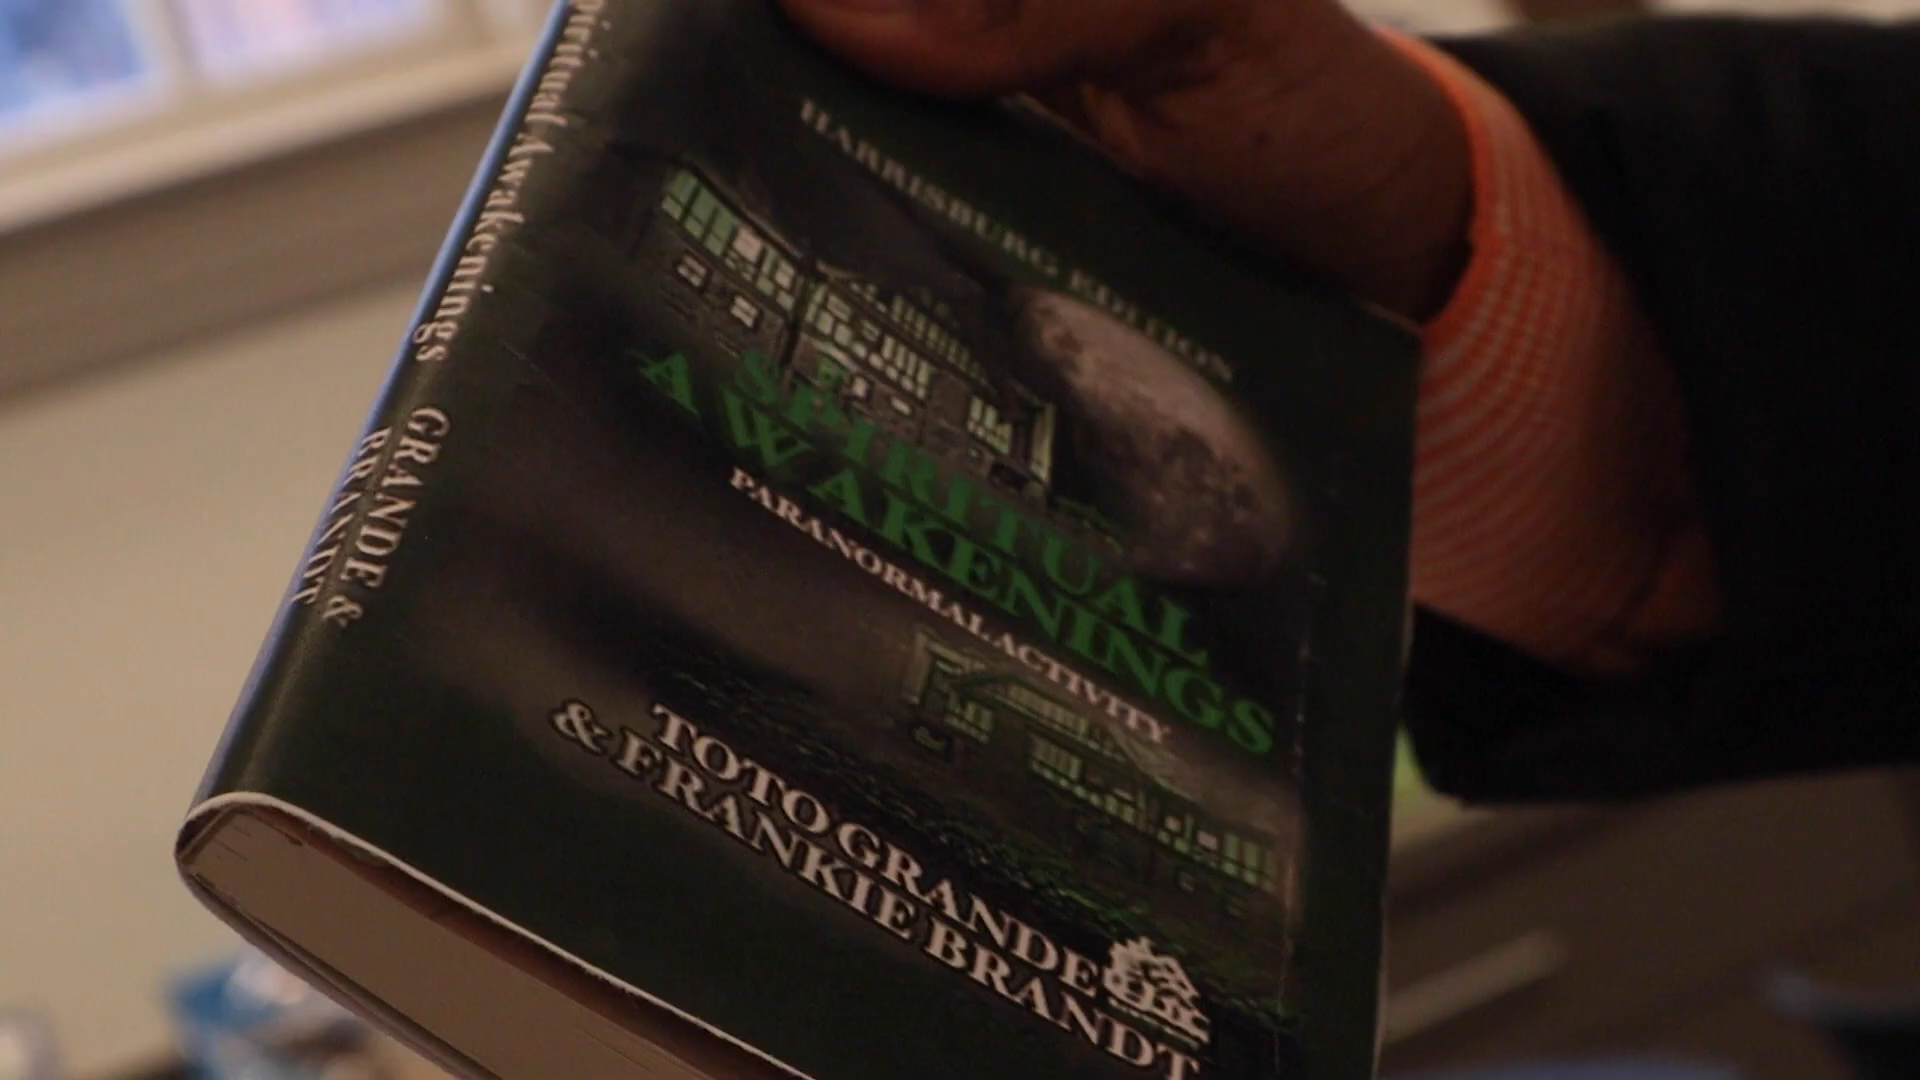 HARRISBURG EDITION
SPIRITUAL
AWAKENINGS
PARANORMAL ACTIVITY
TOTO GRANDE
& FRANKIE BRANDT
Spiritual Awakenings GRANDE &
BRANDT